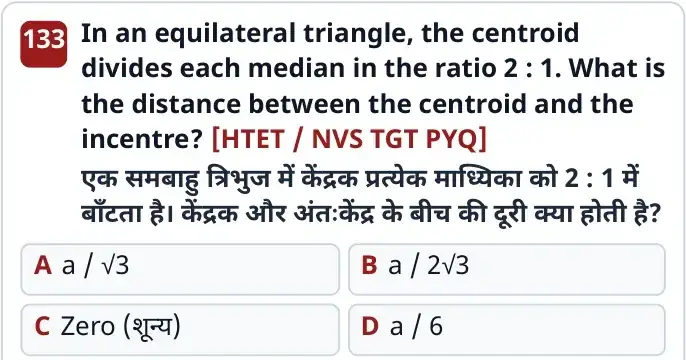 133 In an equilateral triangle, the centroid
divides each median in the ratio 2 : 1. What is
the distance between the centroid and the
incentre? [HTET / NVS TGT PYQ]
एक समबाहु त्रिभुज में केंद्रक प्रत्येक माध्यिका को 2 : 1 में
बाँटता है। केंद्रक और अंतःकेंद्र के बीच की दूरी क्या होती है?
A a / √3
B a / 2√3
C Zero (शून्य)
D a / 6